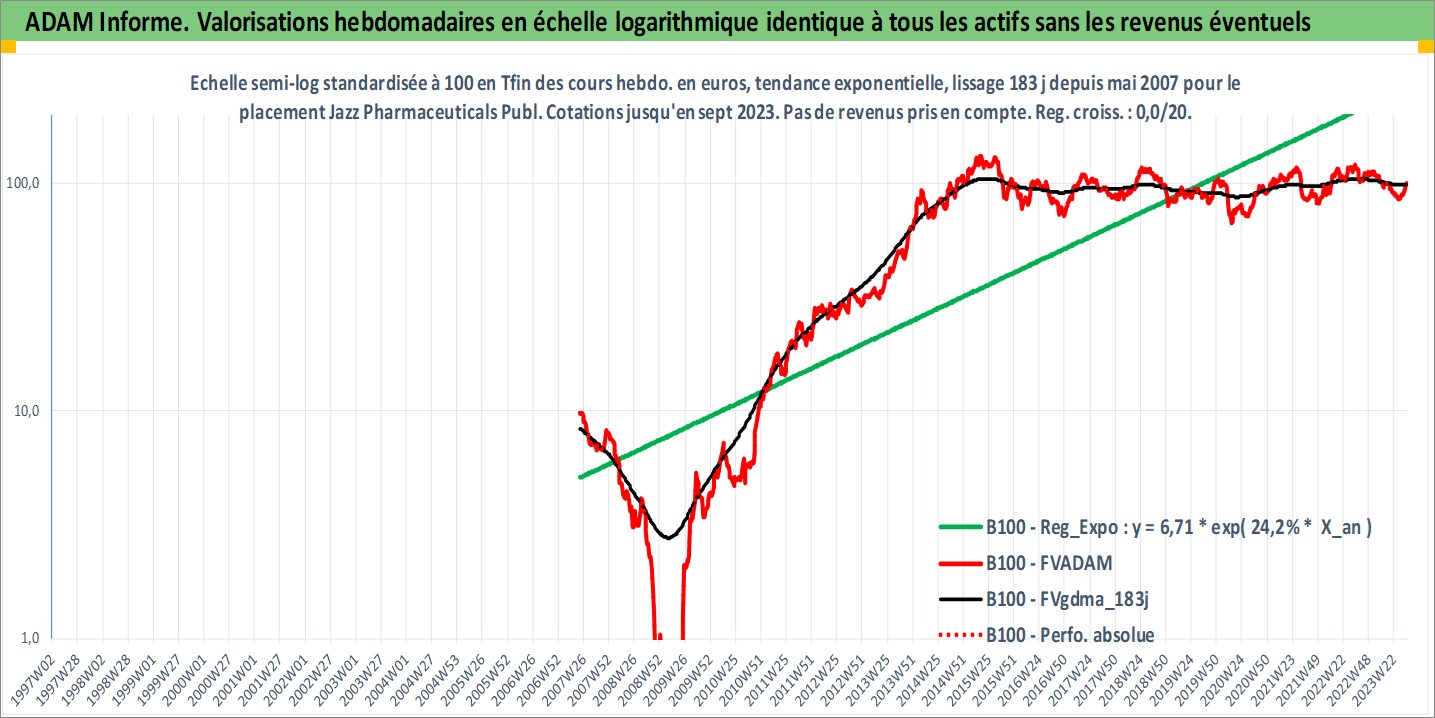 ADAM Informe. Valorisations hebdomadaires en échelle logarithmique identique à tous les actifs sans les revenus éventuels
Echelle semi-log standardisée à 100 en Tfin des cours hebdo. en euros, tendance exponentielle, lissage 183 j depuis mai 2007 pour le
placement Jazz Pharmaceuticals Publ. Cotations jusqu'en sept 2023. Pas de revenus pris en compte. Reg. croiss. : 0,0/20.
100,0
10,0
1,0
B100 - Reg_Expo : y = 6,71 * exp( 24,2% * X_an )
B100 - FVADAM
B100 - FVgdma_183j
B100 - Perfo. absolue
1997W02
1997W28
1998W02
1998W28
1999W01
1999W27
2000W01
2000W27
2001W01
2001W27
2002W01
2002W27
2003W01
2003W27
2004W01
2004W27
2004W53
2005W26
2005W52
2006W26
2006W52
2007W26
2007W52
2008W26
2008W52
2009W26
2009W52
2010W25
2010W51
2011W25
2011W51
2012W25
2012W51
2013W25
2013W51
2014W25
2014W51
2015W25
2015W51
2016W24
2016W50
2017W24
2017W50
2018W24
2018W50
2019W24
2019W50
2020W24
2020W50
2021W23
2021W49
2022W22
2022W48
2023W22